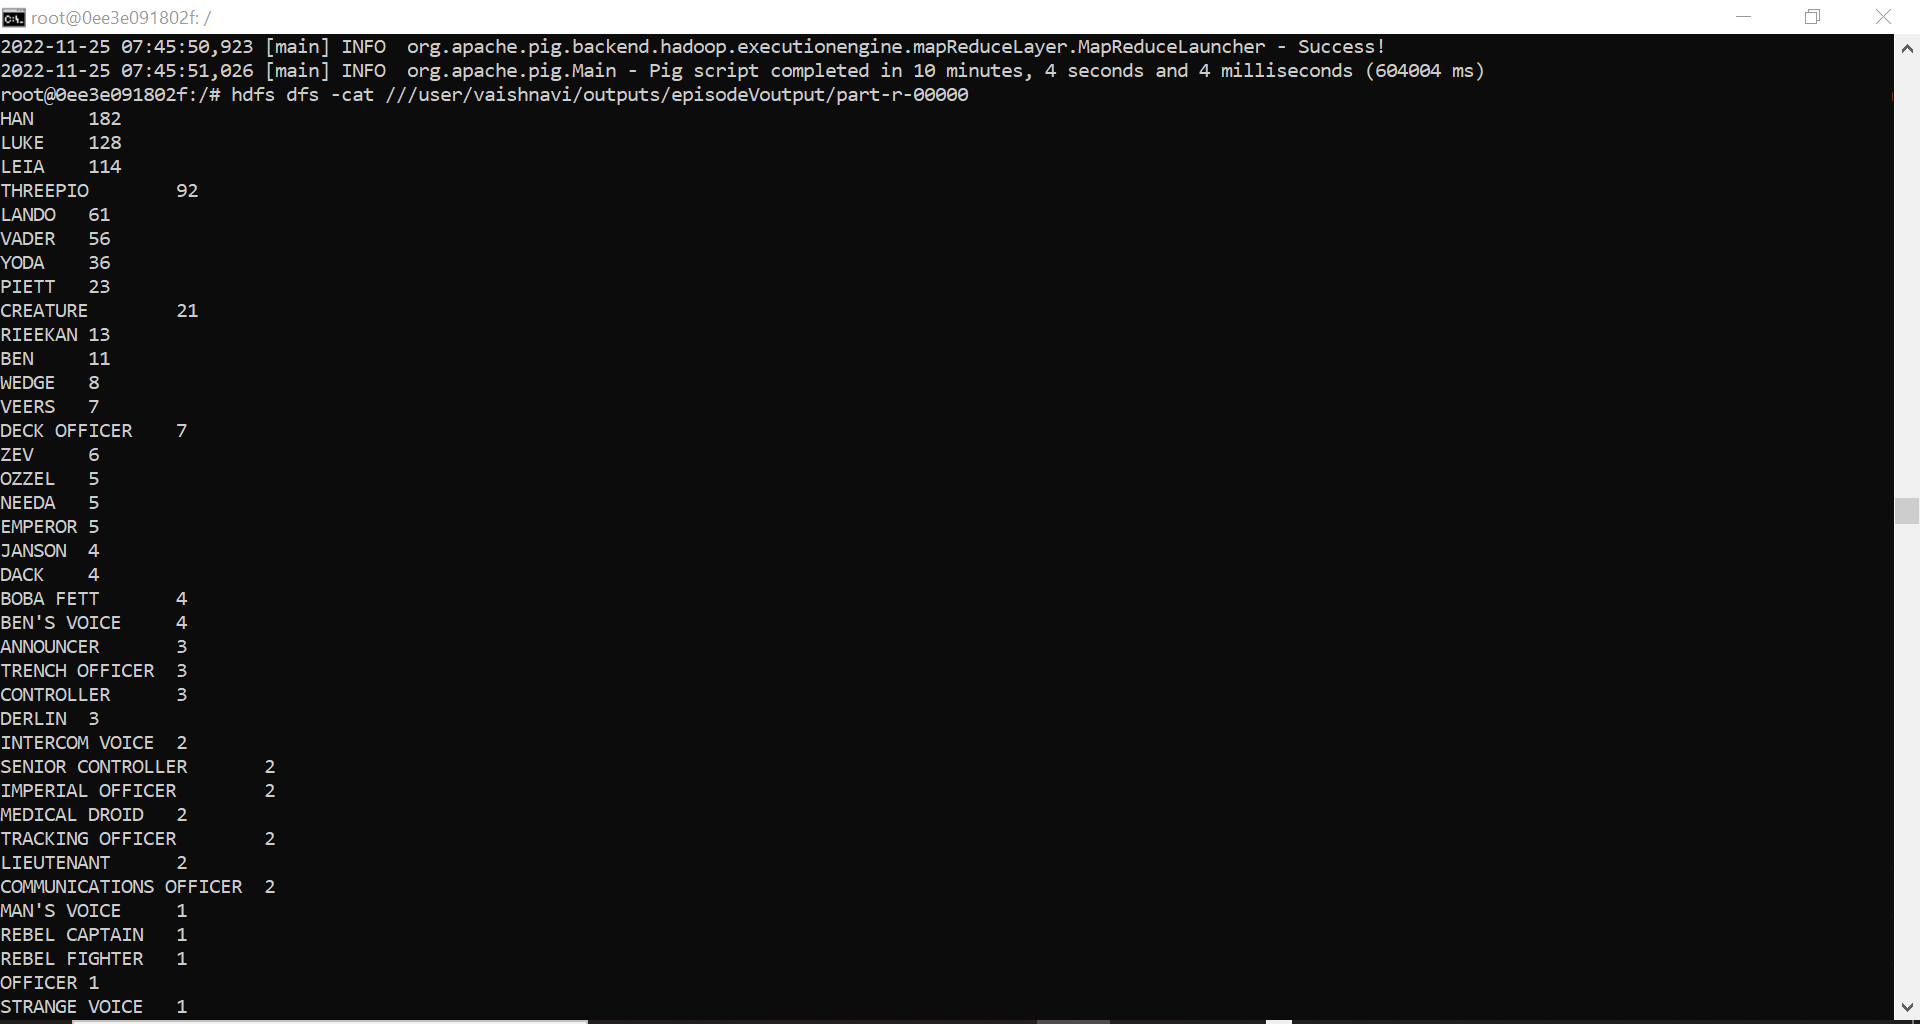 root@0ee3e091802f: /
2022-11-25 07:45:50,923 [main] INFO  org.apache.pig.backend.hadoop.executionengine.mapReduceLayer.MapReduceLauncher - Success!
2022-11-25 07:45:51,026 [main] INFO  org.apache.pig.Main - Pig script completed in 10 minutes, 4 seconds and 4 milliseconds (604004 ms)
root@0ee3e091802f:/# hdfs dfs -cat ///user/vaishnavi/outputs/episodeVoutput/part-r-00000
HAN     182
LUKE    128
LEIA    114
THREEPIO        92
LANDO   61
VADER   56
YODA    36
PIETT   23
CREATURE        21
RIEEKAN 13
BEN     11
WEDGE   8
VEERS   7
DECK OFFICER    7
ZEV     6
OZZEL   5
NEEDA   5
EMPEROR 5
JANSON  4
DACK    4
BOBA FETT       4
BEN'S VOICE     4
ANNOUNCER       3
TRENCH OFFICER  3
CONTROLLER      3
DERLIN  3
INTERCOM VOICE  2
SENIOR CONTROLLER       2
IMPERIAL OFFICER        2
MEDICAL DROID   2
TRACKING OFFICER        2
LIEUTENANT      2
COMMUNICATIONS OFFICER  2
MAN'S VOICE     1
REBEL CAPTAIN   1
REBEL FIGHTER   1
OFFICER 1
STRANGE VOICE   1